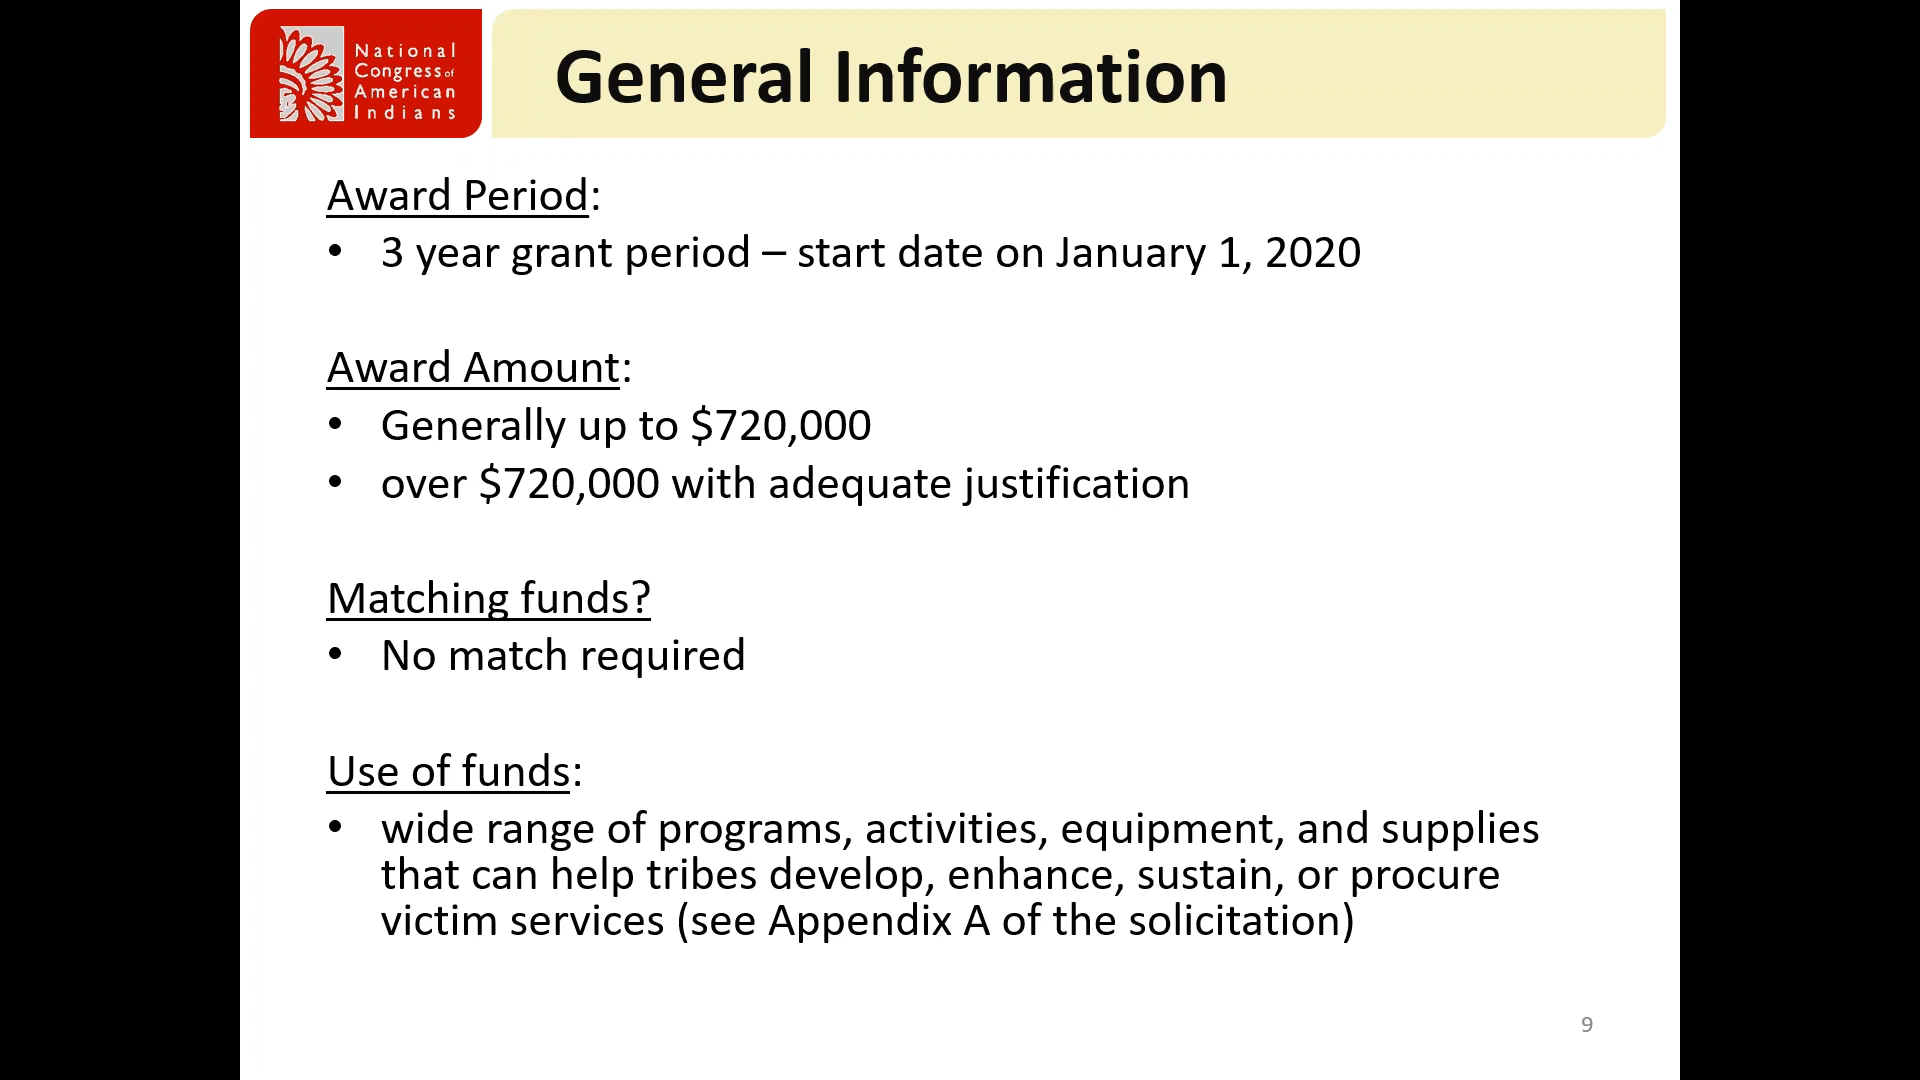 National
Congress of
American
Indians
General Information
Award Period:
• 3 year grant period – start date on January 1, 2020
Award Amount:
• Generally up to $720,000
• over $720,000 with adequate justification
Matching funds?
• No match required
Use of funds:
• wide range of programs, activities, equipment, and supplies
that can help tribes develop, enhance, sustain, or procure
victim services (see Appendix A of the solicitation)
9